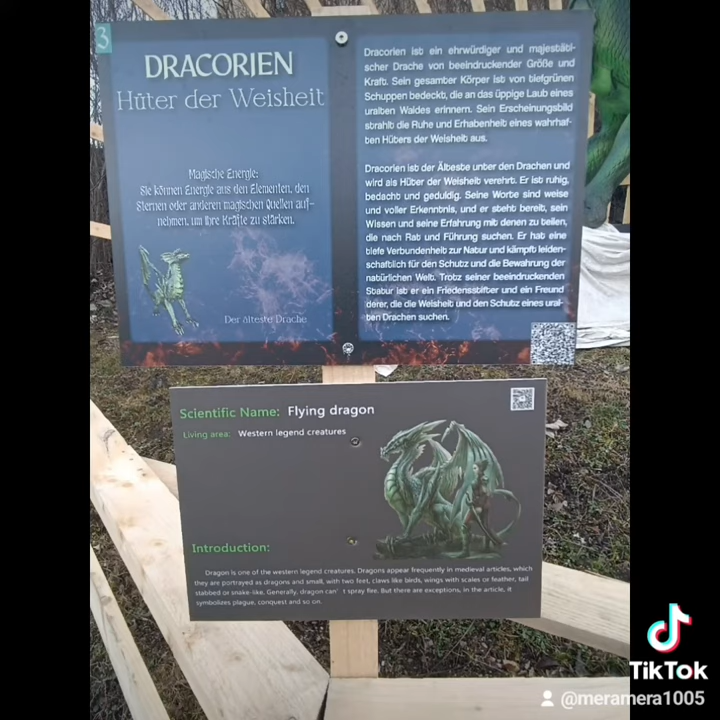 3
DRACORIEN
Hüter der Weisheit
Magische Energie:
Sie können Energie aus den Elementen, den
Sternen oder anderen magischen Quellen auf-
nehmen, um ihre Kräfte zu stärken.
Der älteste Drache
Dracorien ist ein ehrwürdiger und majestäti-
scher Drache von beeindruckender Größe und
Kraft. Sein gesamter Körper ist von tiefgrünen
Schuppen bedeckt, die an das üppige Laub eines
uralten Waldes erinnern. Sein Erscheinungsbild
strahlt die Ruhe und Erhabenheit eines wahrhaf-
ten Hüters der Weisheit aus.
Dracorien ist der Älteste unter den Drachen und
wird als Hüter der Weisheit verehrt. Er ist ruhig,
bedacht und geduldig. Seine Worte sind weise
und voller Erkenntnis, und er steht bereit, sein
Wissen und seine Erfahrung mit denen zu teilen,
die nach Rat und Führung suchen. Er hat eine
tiefe Verbundenheit zur Natur und kämpft leiden-
schaftlich für den Schutz und die Bewahrung der
natürlichen Welt. Trotz seiner beeindruckenden
Statur ist er ein Friedensstifter und ein Freund
derer, die die Weisheit und den Schutz eines ural-
ten Drachen suchen.
Scientific Name: Flying dragon
Living area: Western legend creatures
Introduction:
Dragon is one of the western legend creatures. Dragons appear frequently in medieval articles, which
they are portrayed as dragons and small, with two feet, claws like birds, wings with scales or feather, tail
stabbed or snake-like. Generally, dragon can't spray fire. But there are exceptions, in the article, it
symbolizes plague, conquest and so on.
TikTok
@meramera1005